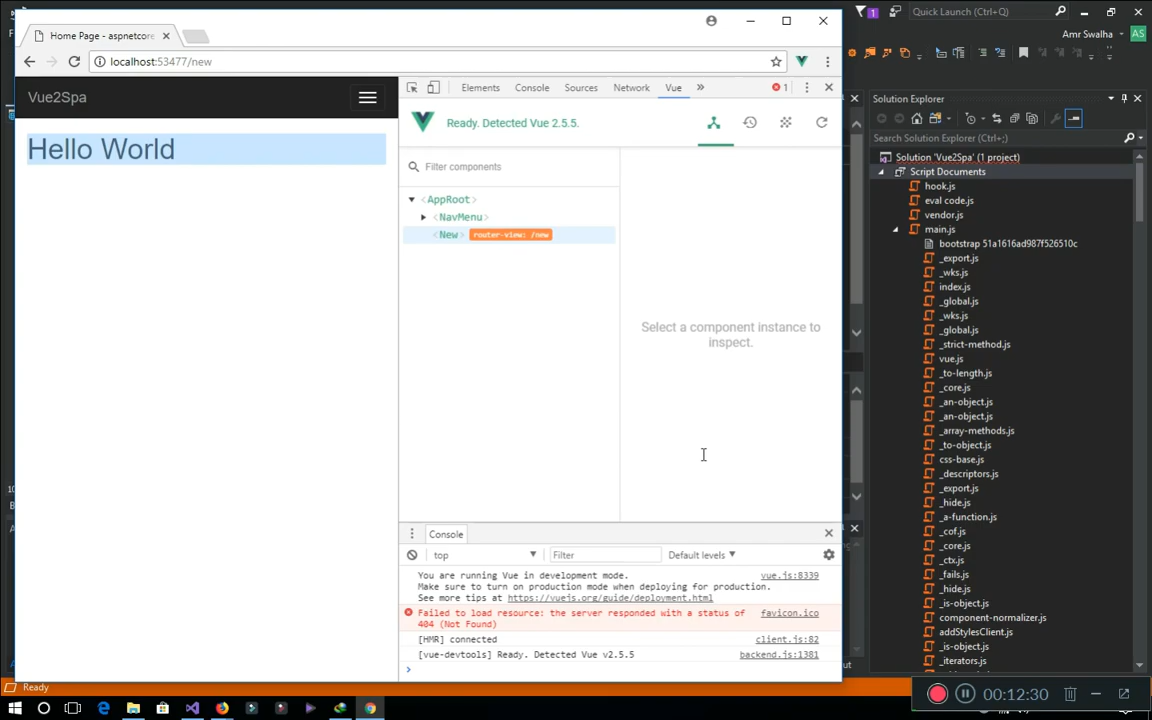 Home Page - aspnetcore
localhost:53477/new
Vue2Spa
Hello World
Elements
Console
Sources
Network
Vue
»
1
Ready. Detected Vue 2.5.5.
Filter components
<AppRoot>
<NavMenu>
<New> router-view: /new
Select a component instance to
inspect.
Console
top
Filter
Default levels
You are running Vue in development mode. vue.js:8339
Make sure to turn on production mode when deploying for production.
See more tips at https://vuejs.org/guide/deployment.html
Failed to load resource: the server responded with a status of favicon.ico
404 (Not Found)
[HMR] connected client.js:82
[vue-devtools] Ready. Detected Vue v2.5.5 backend.js:1381
>
1
Quick Launch (Ctrl+Q)
Amr Swalha AS
Solution Explorer
Search Solution Explorer (Ctrl+;)
Solution 'Vue2Spa' (1 project)
Script Documents
hook.js
eval code.js
vendor.js
main.js
bootstrap 51a1616ad987f526510c
_export.js
_wks.js
index.js
_global.js
_wks.js
_global.js
_strict-method.js
vue.js
_to-length.js
_core.js
_an-object.js
_an-object.js
_array-methods.js
_to-object.js
css-base.js
_descriptors.js
_export.js
_hide.js
_a-function.js
_cof.js
_core.js
_ctx.js
_fails.js
_hide.js
_is-object.js
component-normalizer.js
addStylesClient.js
_is-object.js
_iterators.js
Ready
00:12:30